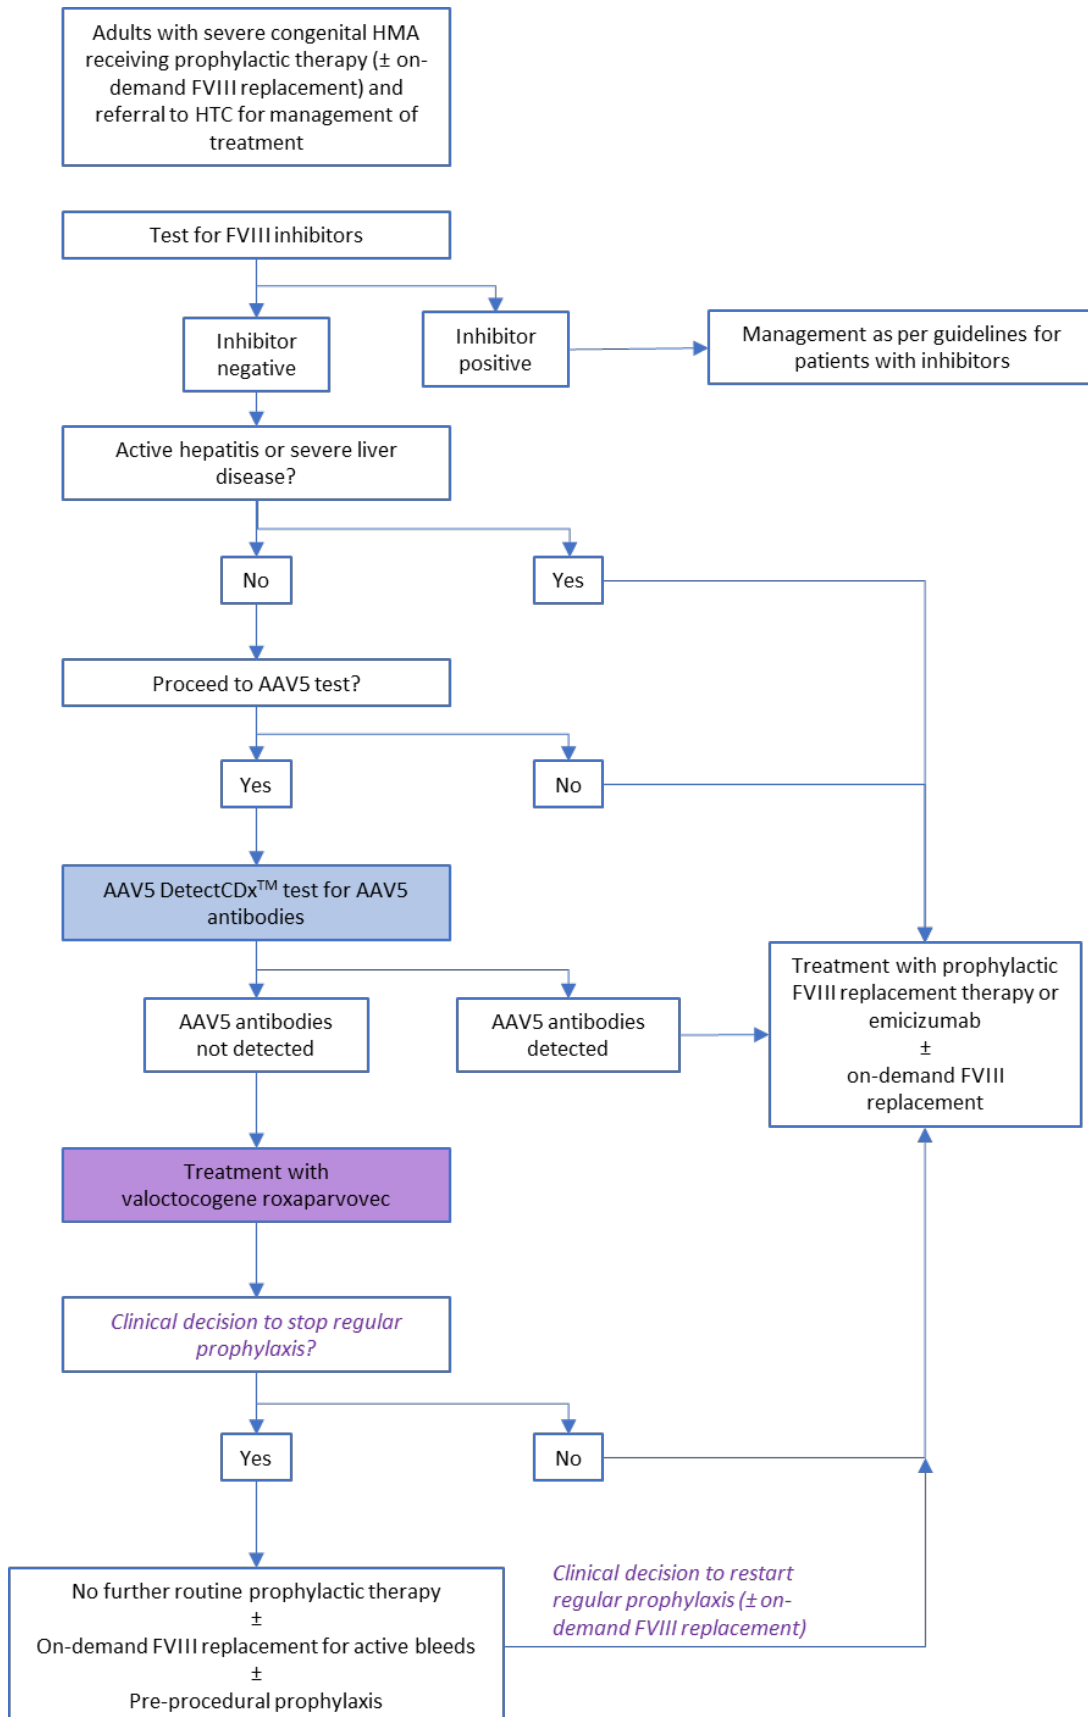 Adults with severe congenital HMA
receiving prophylactic therapy (± on-
demand FVIII replacement) and
referral to HTC for management of
treatment
Test for FVIII inhibitors
Inhibitor
negative
Inhibitor
positive
Management as per guidelines for
patients with inhibitors
Active hepatitis or severe liver
disease?
No
Yes
Proceed to AAV5 test?
Yes
No
AAV5 DetectCDx™ test for AAV5
antibodies
AAV5 antibodies
not detected
AAV5 antibodies
detected
Treatment with prophylactic
FVIII replacement therapy or
emicizumab
±
on-demand FVIII
replacement
Treatment with
valoctocogene roxaparvovec
Clinical decision to stop regular
prophylaxis?
Yes
No
No further routine prophylactic therapy
±
On-demand FVIII replacement for active bleeds
±
Pre-procedural prophylaxis
Clinical decision to restart
regular prophylaxis (± on-
demand FVIII replacement)